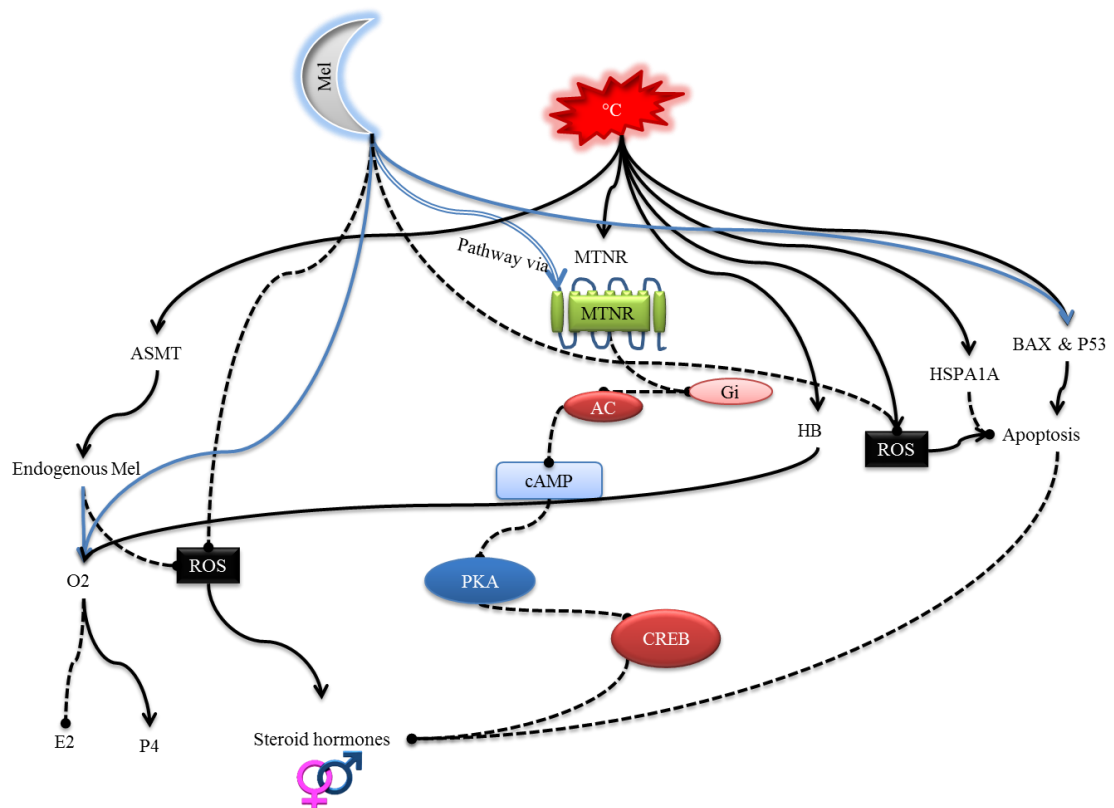 Mel
°C
Pathway via
MTNR
MTNR
ASMT
BAX & P53
HSPA1A
Gi
AC
HB
ROS
Apoptosis
Endogenous Mel
cAMP
O2
ROS
PKA
CREB
E2
P4
Steroid hormones